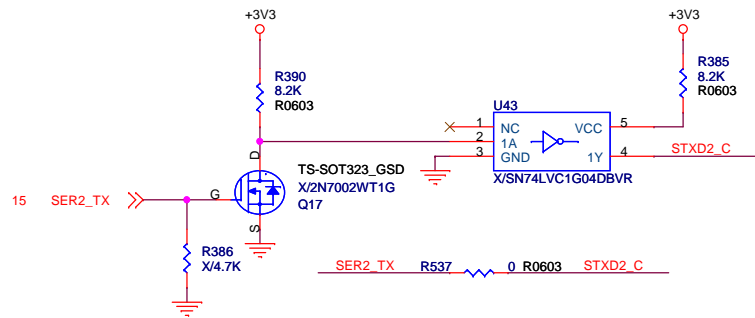 +3V3
+3V3
R390
8.2K
R0603
R385
8.2K
R0603
U43
1 NC VCC 5
2 1A
3 GND 1Y 4
STXD2_C
X/SN74LVC1G04DBVR
D
TS-SOT323_GSD
X/2N7002WT1G
Q17
G
S
15 SER2_TX
R386
X/4.7K
SER2_TX R537 0 R0603 STXD2_C